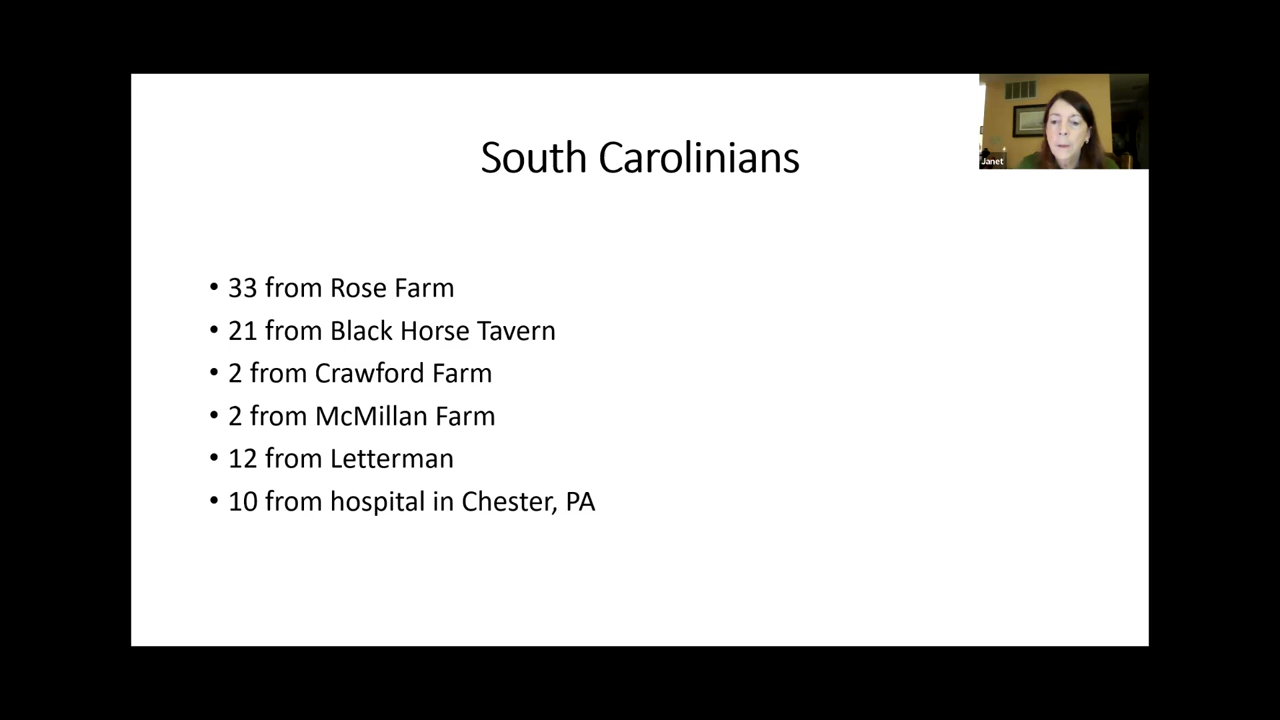 South Carolinians
Janet
• 33 from Rose Farm
• 21 from Black Horse Tavern
• 2 from Crawford Farm
• 2 from McMillan Farm
• 12 from Letterman
• 10 from hospital in Chester, PA